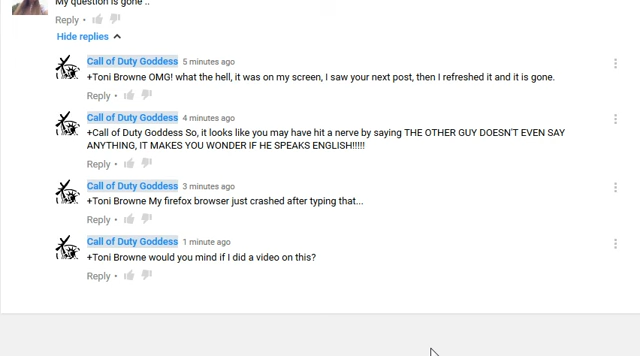 My question is gone ..
Reply •
Hide replies
Call of Duty Goddess 5 minutes ago
+Toni Browne OMG! what the hell, it was on my screen, I saw your next post, then I refreshed it and it is gone.
Reply •
Call of Duty Goddess 4 minutes ago
+Call of Duty Goddess So, it looks like you may have hit a nerve by saying THE OTHER GUY DOESN'T EVEN SAY
ANYTHING, IT MAKES YOU WONDER IF HE SPEAKS ENGLISH!!!!!
Reply •
Call of Duty Goddess 3 minutes ago
+Toni Browne My firefox browser just crashed after typing that...
Reply •
Call of Duty Goddess 1 minute ago
+Toni Browne would you mind if I did a video on this?
Reply •